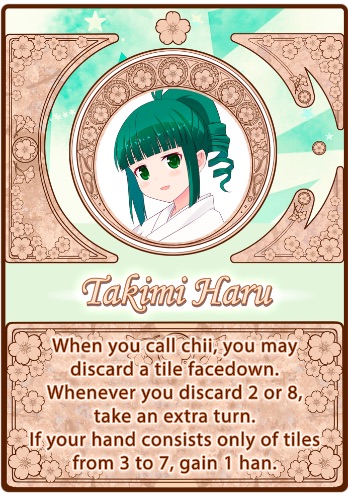 Takimi Haru
When you call chii, you may
discard a tile facedown.
Whenever you discard 2 or 8,
take an extra turn.
If your hand consists only of tiles
from 3 to 7, gain 1 han.